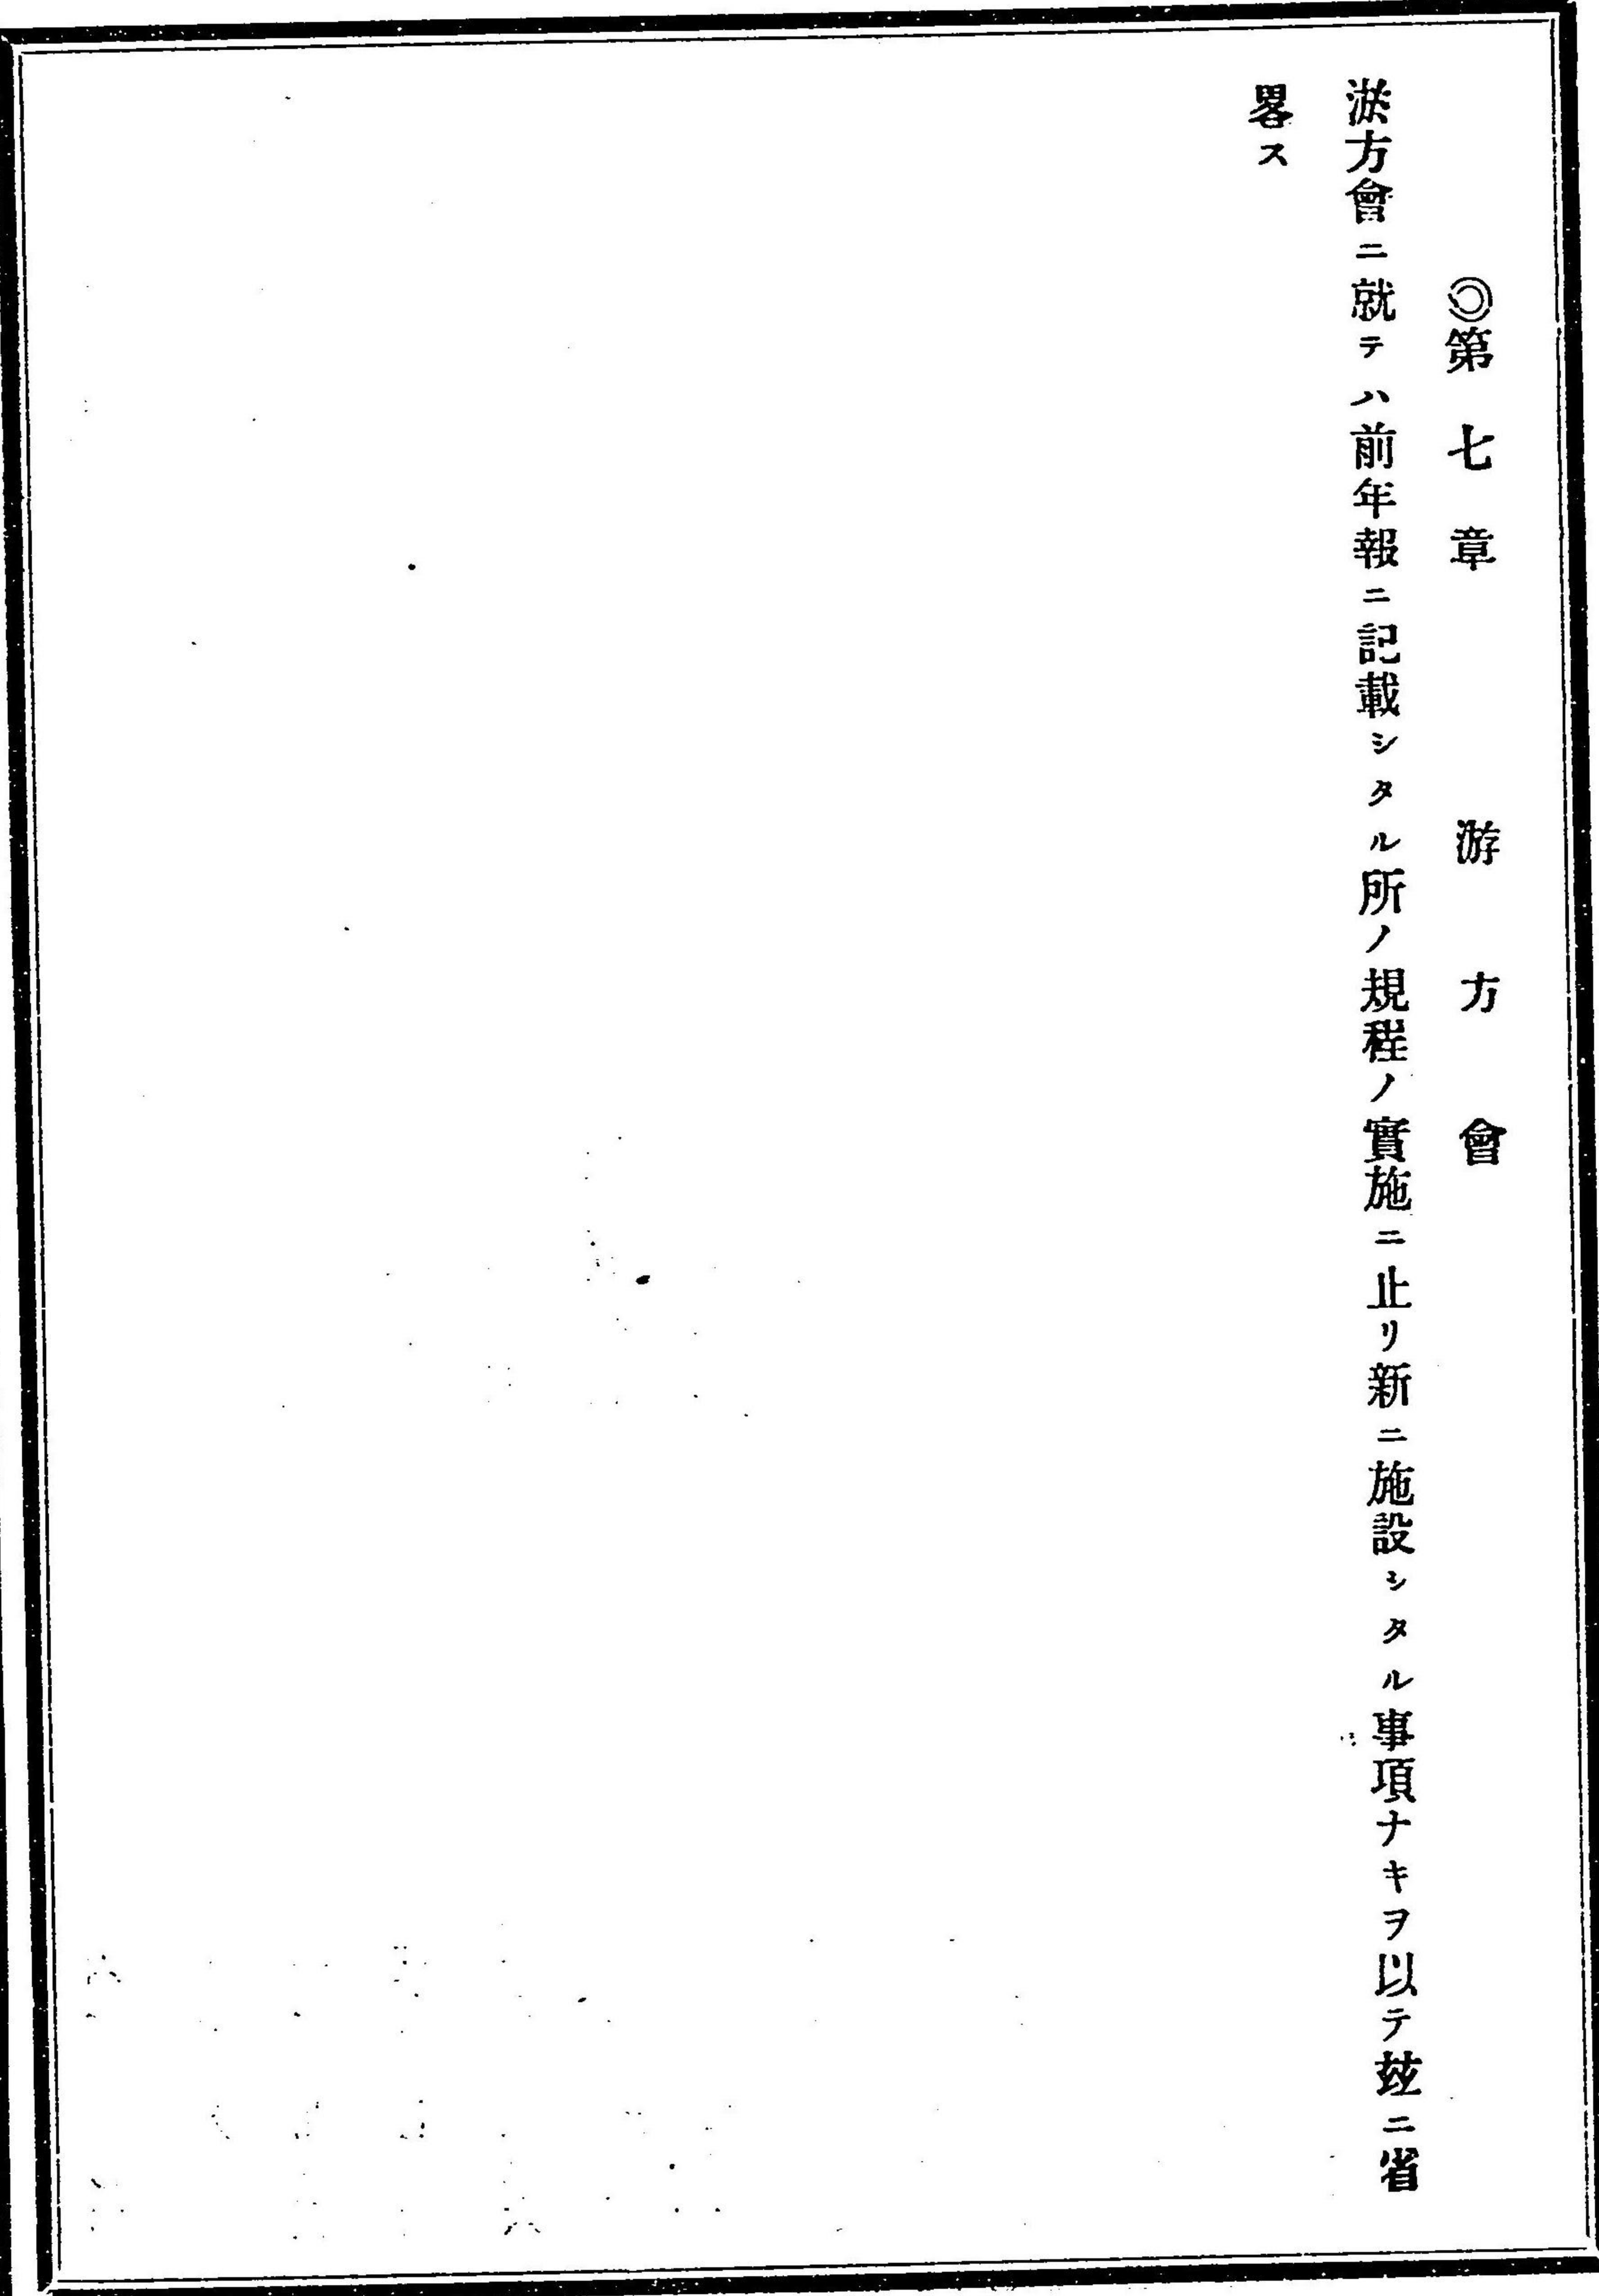 ◎第七章　游方會
淤方會ニ就テハ前年報ニ記載シタル所ノ規程ノ實施ニ止リ新ニ施設シタル事項ナキヲ以テ玆ニ省
畧ス